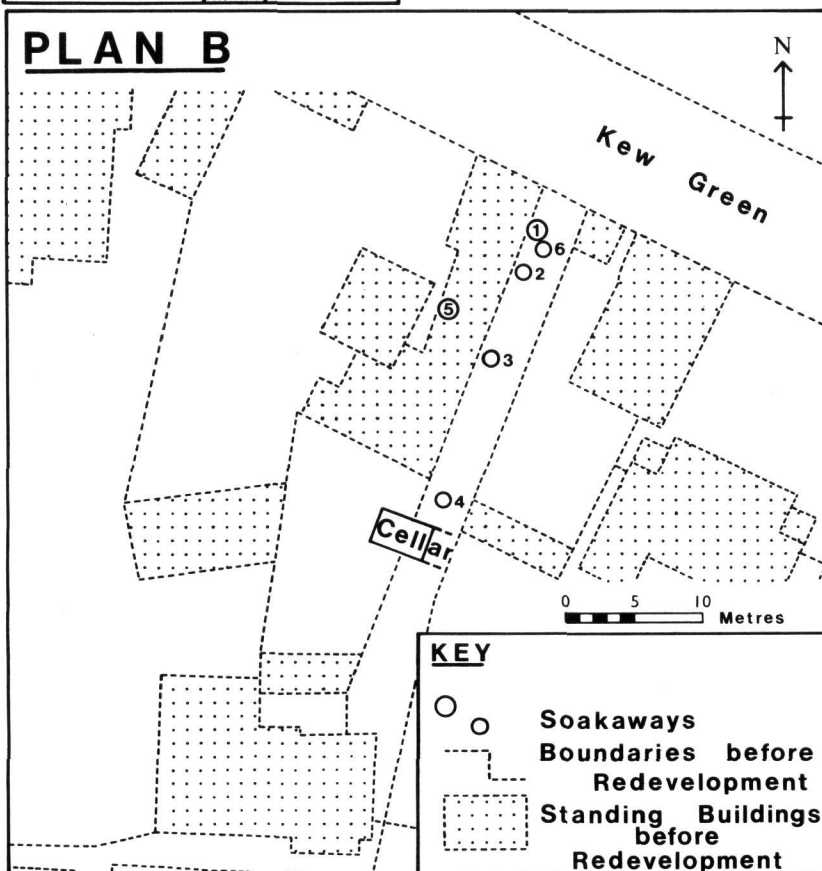 PLAN B
N
Kew Green
1
6
2
5
3
4
Cellar
0 5 10
Metres
KEY
Soakaways
Boundaries before
Redevelopment
Standing Buildings
before
Redevelopment